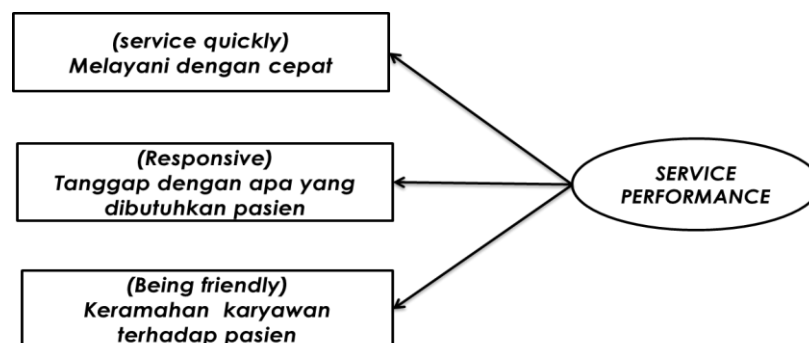 (service quickly)
Melayani dengan cepat
(Responsive)
Tanggap dengan apa yang
dibutuhkan pasien
(Being friendly)
Keramahan karyawan
terhadap pasien
SERVICE
PERFORMANCE